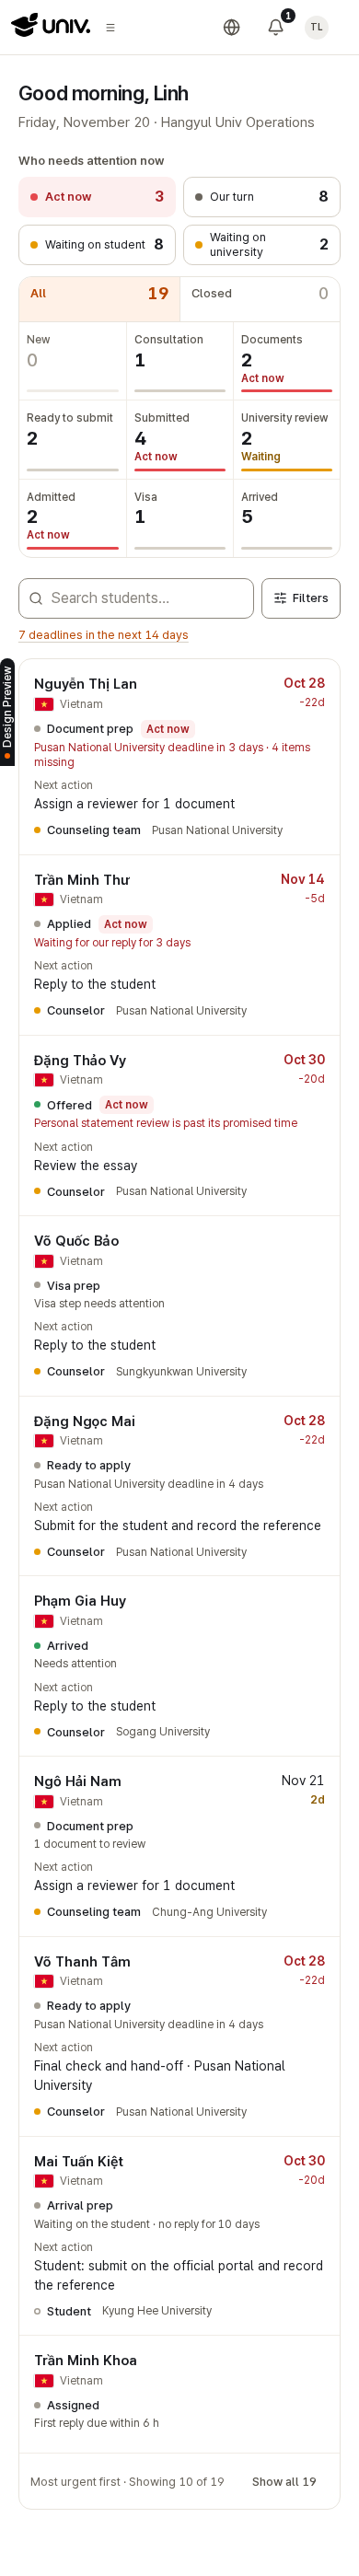 univ.
1
TL
Good morning, Linh
Friday, November 20 · Hangyul Univ Operations
Who needs attention now
Act now 3
Our turn 8
Waiting on student 8
Waiting on university 2
All 19
Closed 0
New
0
Consultation
1
Documents
2
Act now
Ready to submit
2
Submitted
4
Act now
University review
2
Waiting
Admitted
2
Act now
Visa
1
Arrived
5
Search students...
Filters
7 deadlines in the next 14 days
Design Preview
Nguyễn Thị Lan Oct 28
Vietnam -22d
Document prep Act now
Pusan National University deadline in 3 days · 4 items
missing
Next action
Assign a reviewer for 1 document
Counseling team Pusan National University
Trần Minh Thư Nov 14
Vietnam -5d
Applied Act now
Waiting for our reply for 3 days
Next action
Reply to the student
Counselor Pusan National University
Đặng Thảo Vy Oct 30
Vietnam -20d
Offered Act now
Personal statement review is past its promised time
Next action
Review the essay
Counselor Pusan National University
Võ Quốc Bảo
Vietnam
Visa prep
Visa step needs attention
Next action
Reply to the student
Counselor Sungkyunkwan University
Đặng Ngọc Mai Oct 28
Vietnam -22d
Ready to apply
Pusan National University deadline in 4 days
Next action
Submit for the student and record the reference
Counselor Pusan National University
Phạm Gia Huy
Vietnam
Arrived
Needs attention
Next action
Reply to the student
Counselor Sogang University
Ngô Hải Nam Nov 21
Vietnam 2d
Document prep
1 document to review
Next action
Assign a reviewer for 1 document
Counseling team Chung-Ang University
Võ Thanh Tâm Oct 28
Vietnam -22d
Ready to apply
Pusan National University deadline in 4 days
Next action
Final check and hand-off · Pusan National
University
Counselor Pusan National University
Mai Tuấn Kiệt Oct 30
Vietnam -20d
Arrival prep
Waiting on the student · no reply for 10 days
Next action
Student: submit on the official portal and record
the reference
Student Kyung Hee University
Trần Minh Khoa
Vietnam
Assigned
First reply due within 6 h
Most urgent first · Showing 10 of 19 Show all 19